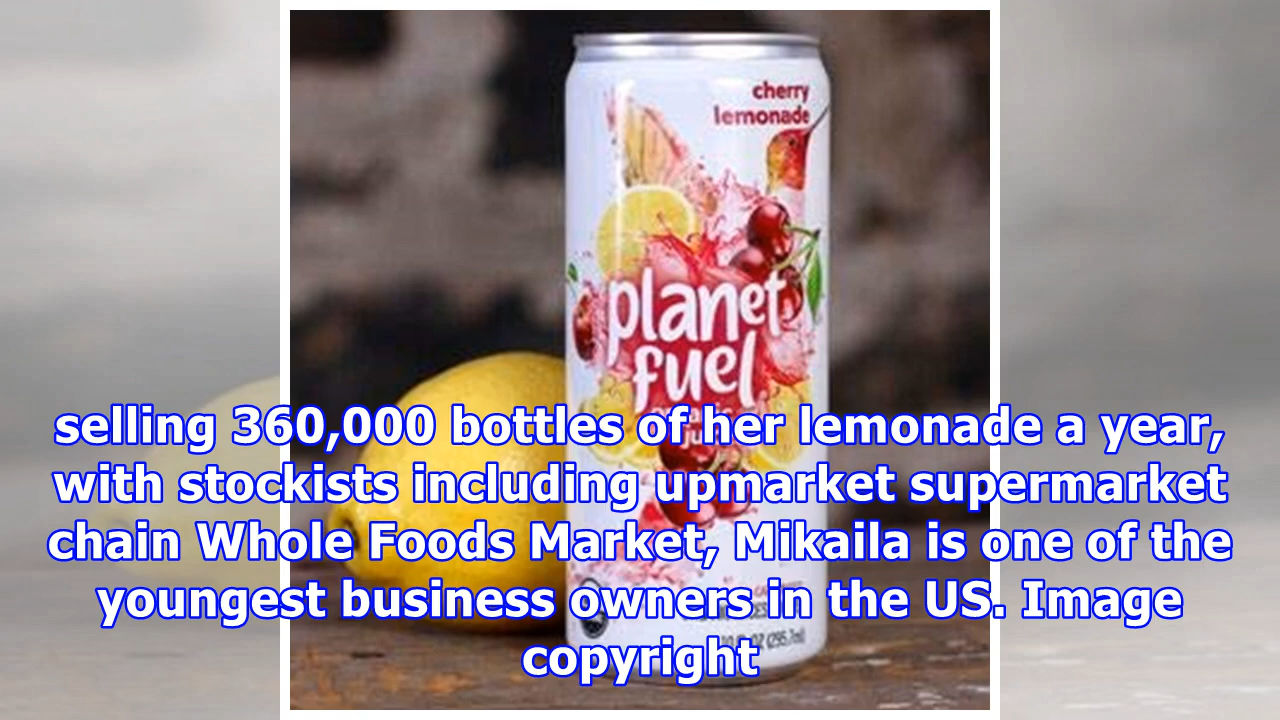 cherry
lemonade
planet
fuel
selling 360,000 bottles of her lemonade a year,
with stockists including upmarket supermarket
chain Whole Foods Market, Mikaila is one of the
youngest business owners in the US. Image
copyright